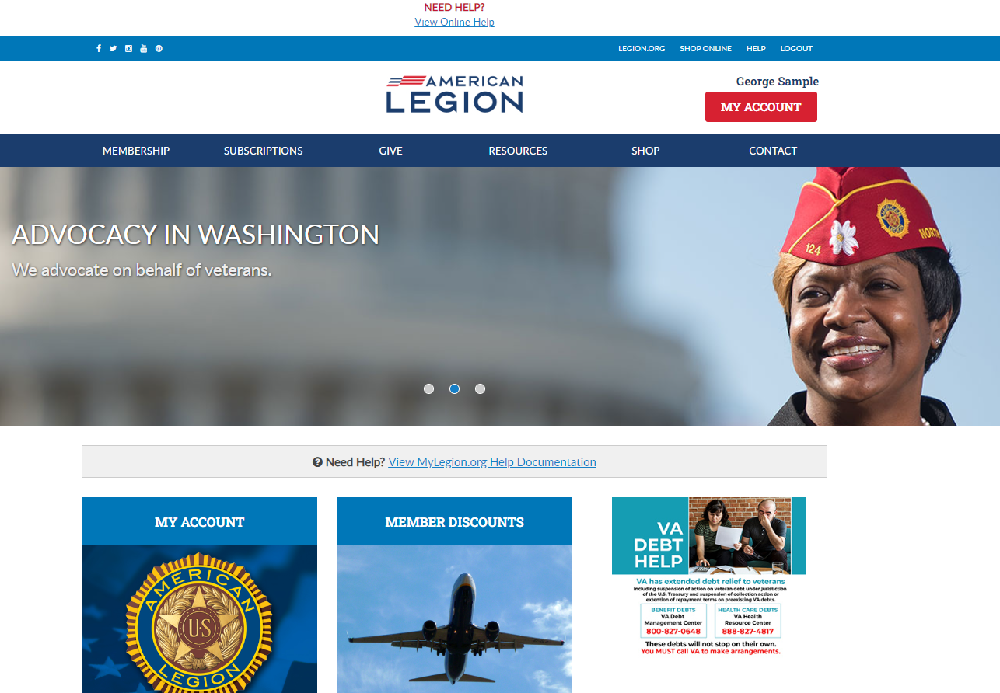 NEED HELP?
View Online Help
LEGION.ORG SHOP ONLINE HELP LOGOUT
AMERICAN
LEGION
George Sample
MY ACCOUNT
MEMBERSHIP SUBSCRIPTIONS GIVE RESOURCES SHOP CONTACT
ADVOCACY IN WASHINGTON
We advocate on behalf of veterans.
AMERICAN LEGION
NORTH
124
Need Help? View MyLegion.org Help Documentation
MY ACCOUNT
AMERICAN
U.S
LEGION
MEMBER DISCOUNTS
VA
DEBT
HELP
VA has extended debt relief to veterans
including suspension of action on veteran debt under jurisdiction
of the U.S. Treasury and suspension of collection action or
extention of repayment terms on preexisting VA debts.
BENEFIT DEBTS
VA Debt
Management Center
800-827-0648
HEALTH CARE DEBTS
VA Health
Resource Center
888-827-4817
These debts will not stop on their own.
You MUST call VA to make arrangements.